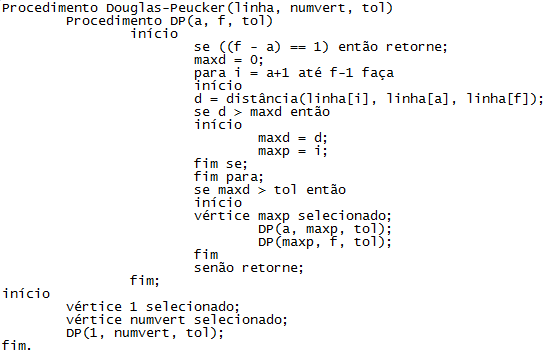 Procedimento Douglas-Peucker(linha, numvert, tol)
        Procedimento DP(a, f, tol)
                início
                        se ((f - a) == 1) então retorne;
                        maxd = 0;
                        para i = a+1 até f-1 faça
                        início
                        d = distância(linha[i], linha[a], linha[f]);
                        se d > maxd então
                        início
                                maxd = d;
                                maxp = i;
                        fim se;
                        fim para;
                        se maxd > tol então
                        início
                        vértice maxp selecionado;
                                DP(a, maxp, tol);
                                DP(maxp, f, tol);
                        fim
                        senão retorne;
                fim;
início
        vértice 1 selecionado;
        vértice numvert selecionado;
        DP(1, numvert, tol);
fim.